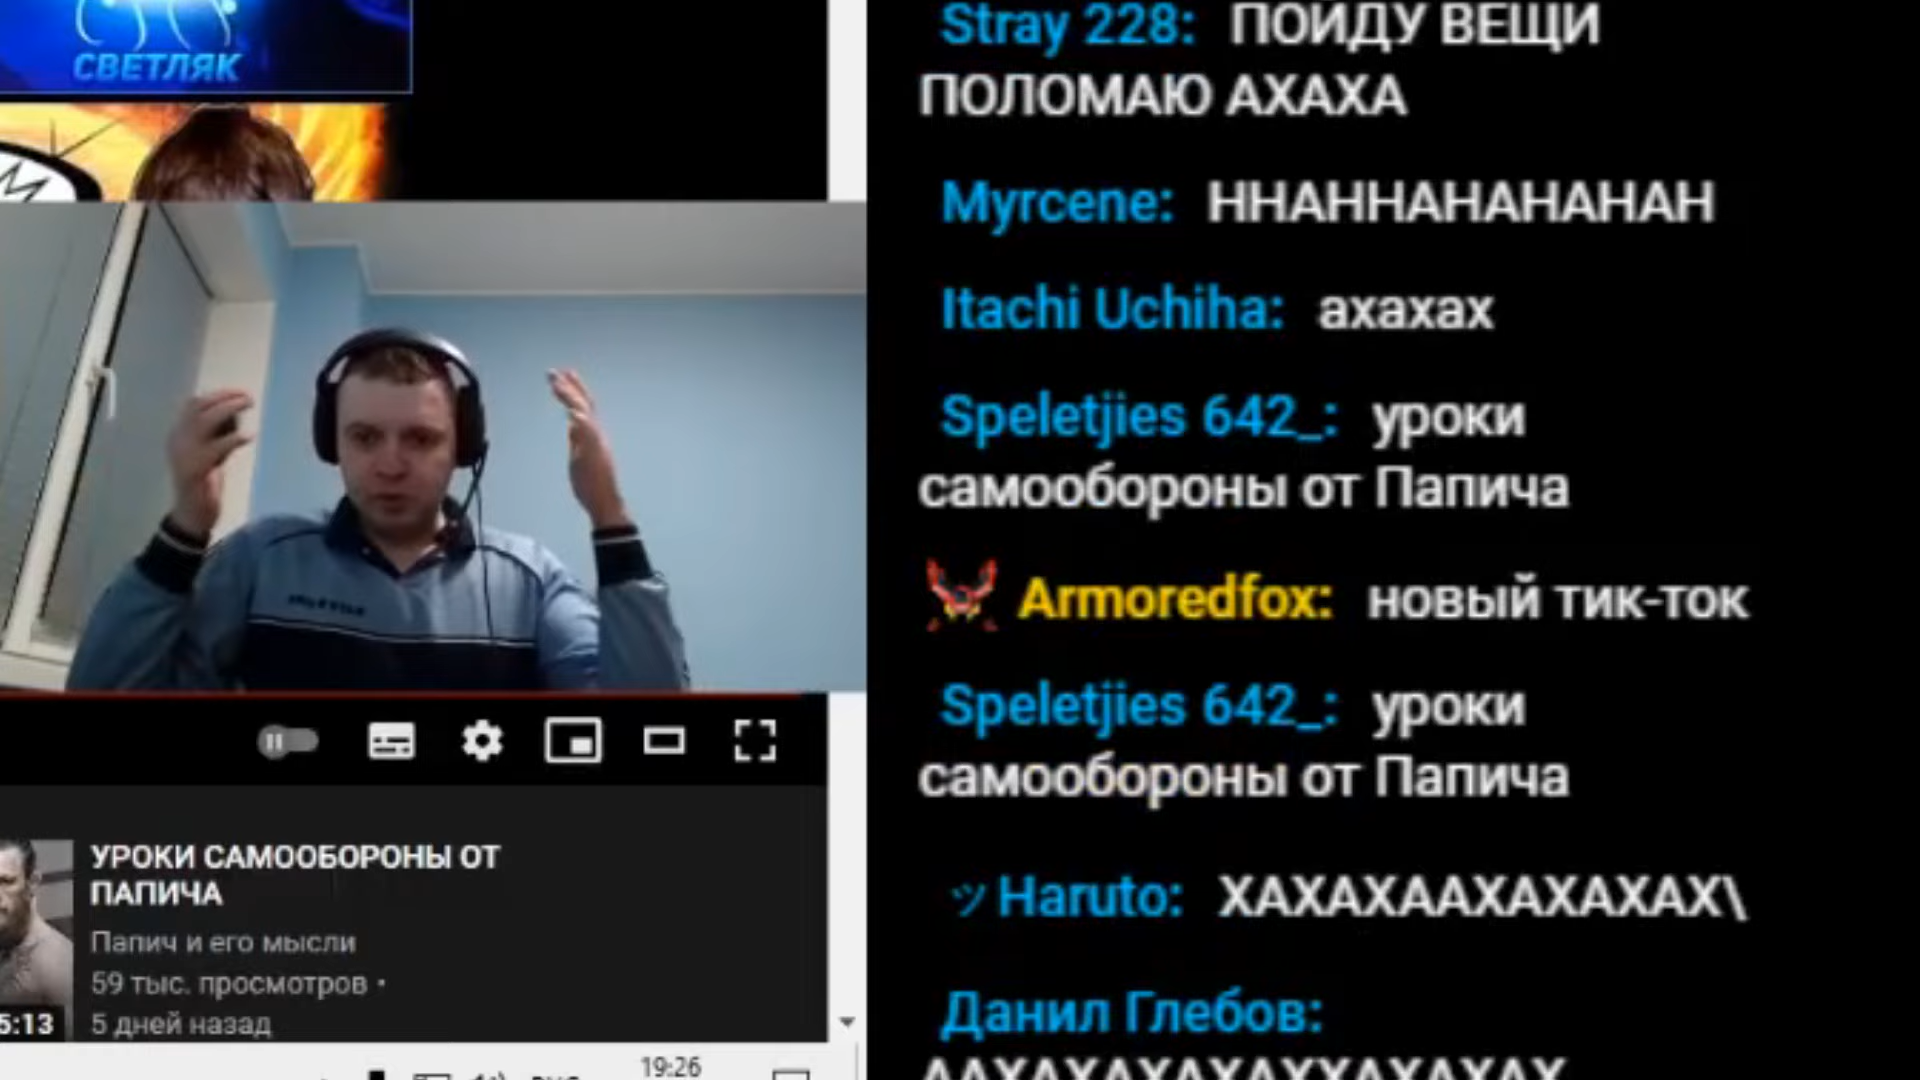 СВЕТЛЯК
УРОКИ САМООБОРОНЫ ОТ
ПАПИЧА
Папич и его мысли
59 тыс. просмотров •
5 дней назад
5:13
19:26
Stray 228: ПОЙДУ ВЕЩИ
ПОЛОМАЮ АХАХА
Myrcene: ННАННАНАНАНАН
Itachi Uchiha: ахахах
Speletjies 642_: уроки
самообороны от Папича
Armoredfox: новый тик-ток
Speletjies 642_: уроки
самообороны от Папича
ッ Haruto: ХАХАХААХАХАХАХ\
Данил Глебов: